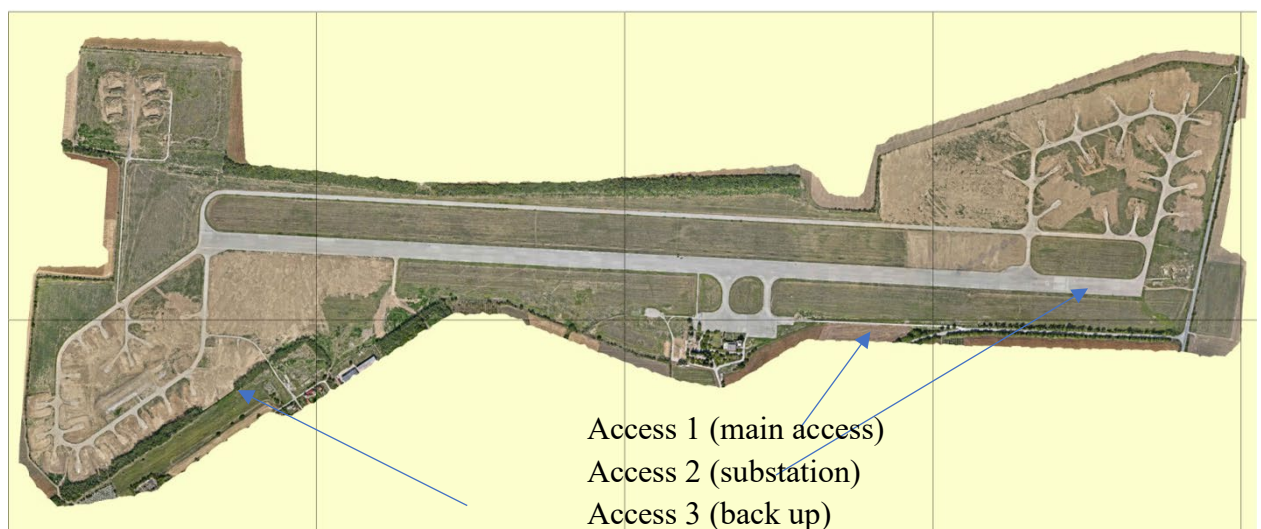 Access 1 (main access)
Access 2 (substation)
Access 3 (back up)